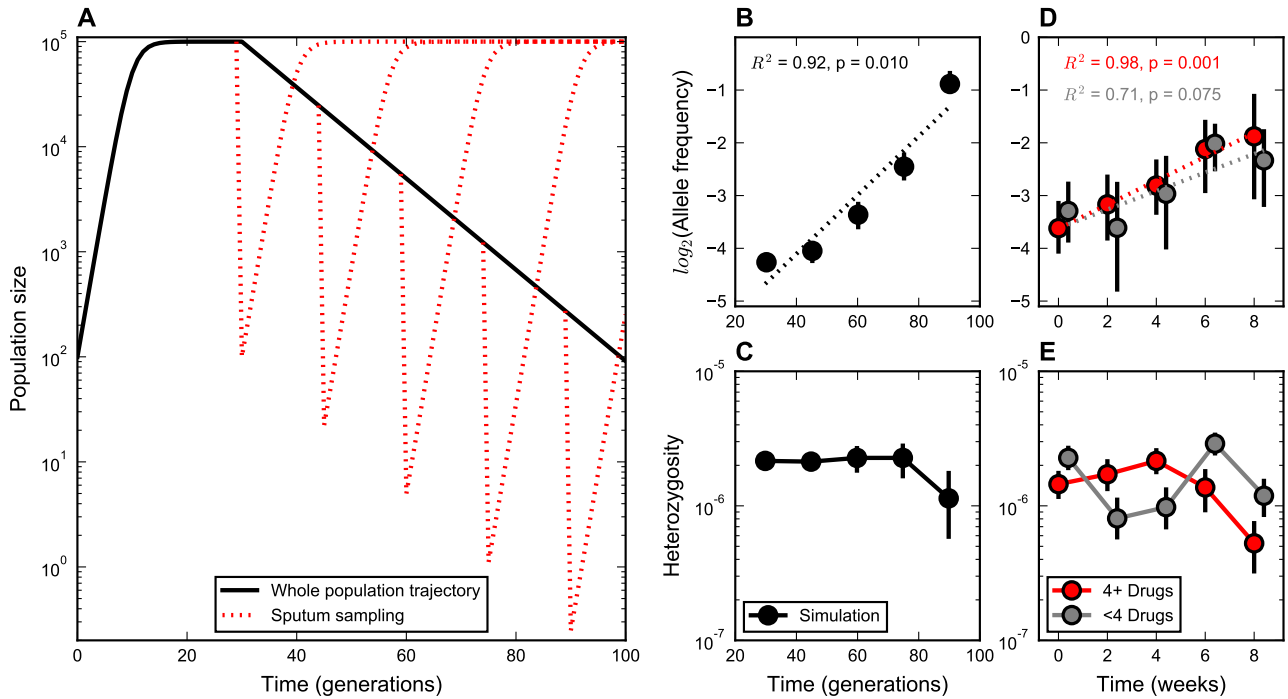 A
10^5
10^4
10^3
10^2
10^1
10^0
Population size
0 20 40 60 80 100
Time (generations)
Whole population trajectory
Sputum sampling
B
R^2 = 0.92, p = 0.010
0
−1
−2
−3
−4
−5
log_2(Allele frequency)
20 40 60 80 100
C
10^-5
10^-6
10^-7
Heterozygosity
Simulation
20 40 60 80 100
Time (generations)
D
R^2 = 0.98, p = 0.001
R^2 = 0.71, p = 0.075
0
−1
−2
−3
−4
−5
0 2 4 6 8
E
10^-5
10^-6
10^-7
4+ Drugs
<4 Drugs
0 2 4 6 8
Time (weeks)